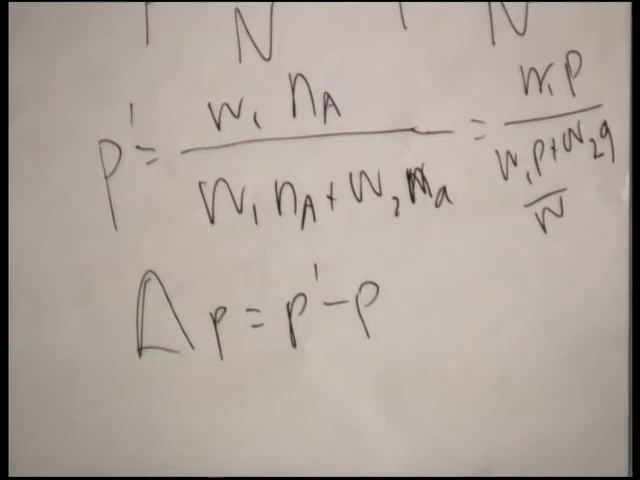 N N
p' = w₁ n_A / w₁ n_A + w₂ n_a = w₁ p / w₁ p + w₂ q
w̄
Δp = p' - p